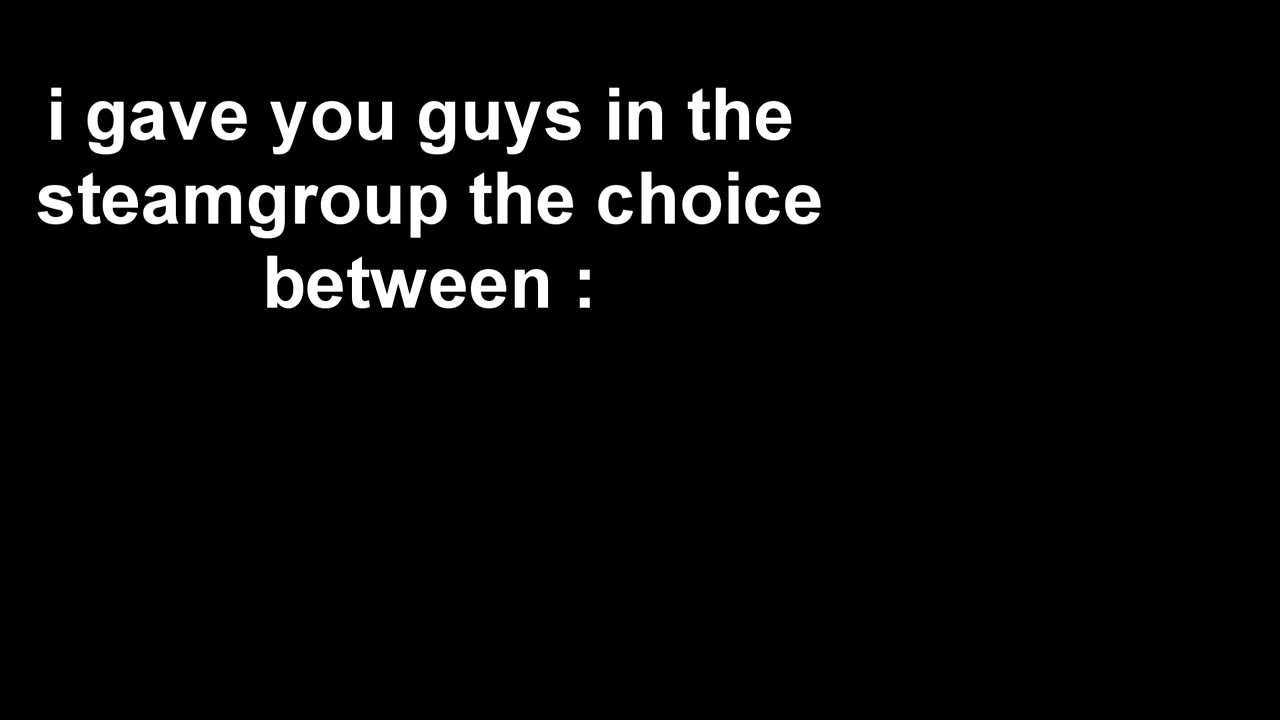 i gave you guys in the
steamgroup the choice
between :